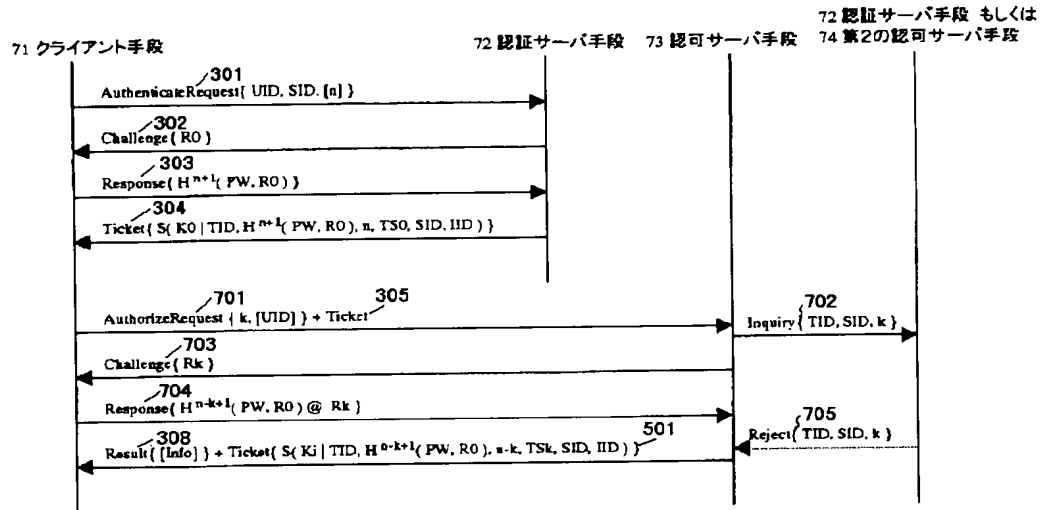 72 認証サーバ手段 もしくは
71 クライアント手段 72 認証サーバ手段 73 認可サーバ手段 74 第2の認可サーバ手段
301
AuthenticateRequest{ UID, SID. [n] }
302
Challenge{ R0 }
303
Response{ H^n+1( PW, R0) }
304
Ticket{ S( K0 | TID, H^n+1( PW, R0 ), n, TS0, SID, IID ) }
701 305 702
AuthorizeRequest { k, [UID] } + Ticket Inquiry{ TID, SID, k }
703
Challenge{ Rk }
704
Response{ H^n-k+1( PW, R0 ) @ Rk } 705
308 501 Reject{ TID, SID, k }
Result{ [Info] } + Ticket{ S( Kj | TID, H^n-k+1( PW, R0 ), n-k, TSk, SID, IID ) }